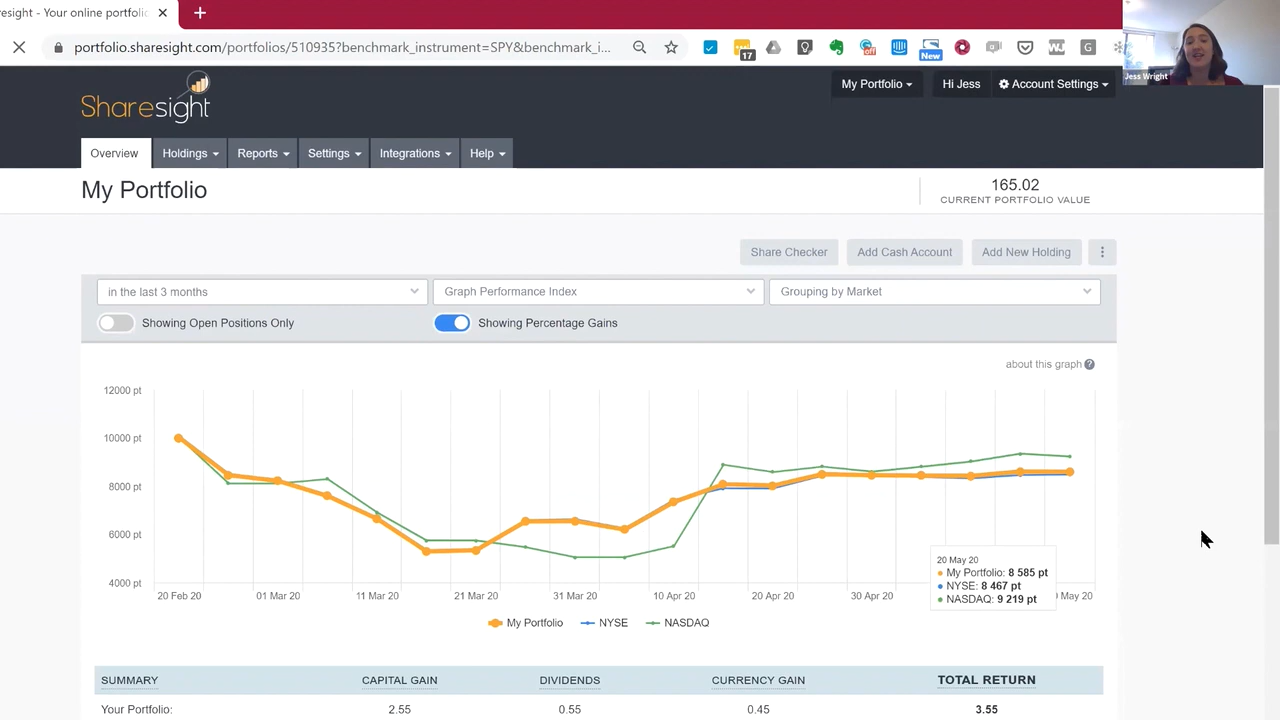 esight - Your online portfolio
portfolio.sharesight.com/portfolios/510935?benchmark_instrument=SPY&benchmark_i...
17
off
New
WJ
G
Jess Wright
Sharesight
My Portfolio
Hi Jess
Account Settings
Overview
Holdings
Reports
Settings
Integrations
Help
My Portfolio
165.02
CURRENT PORTFOLIO VALUE
Share Checker
Add Cash Account
Add New Holding
in the last 3 months
Graph Performance Index
Grouping by Market
Showing Open Positions Only
Showing Percentage Gains
about this graph ?
12000 pt
10000 pt
8000 pt
6000 pt
4000 pt
20 Feb 20
01 Mar 20
11 Mar 20
21 Mar 20
31 Mar 20
10 Apr 20
20 Apr 20
30 Apr 20
May 20
20 May 20
My Portfolio: 8 585 pt
NYSE: 8 467 pt
NASDAQ: 9 219 pt
My Portfolio
NYSE
NASDAQ
SUMMARY CAPITAL GAIN DIVIDENDS CURRENCY GAIN TOTAL RETURN
Your Portfolio: 2.55 0.55 0.45 3.55